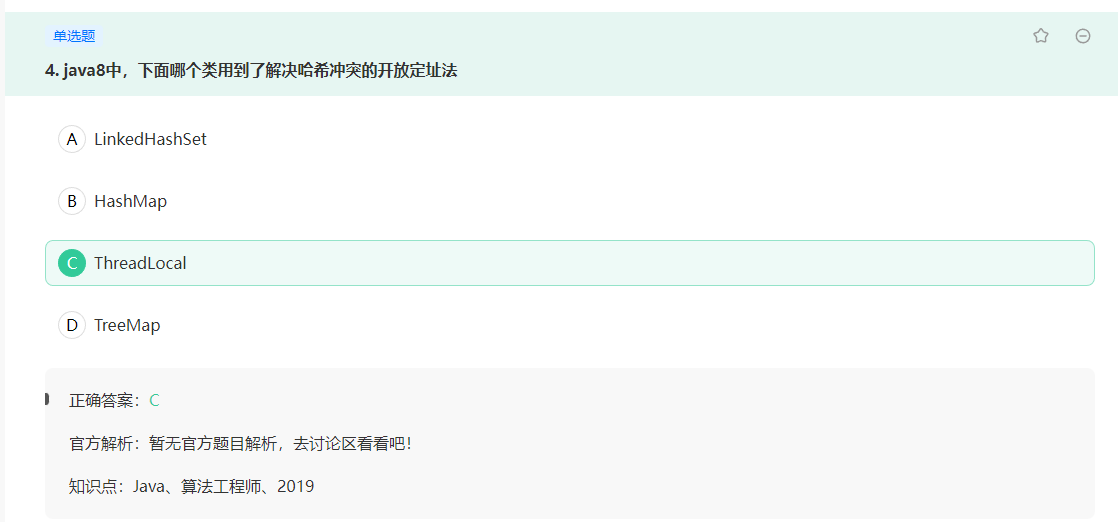 单选题
4. java8中，下面哪个类用到了解决哈希冲突的开放定址法
A LinkedHashSet
B HashMap
C ThreadLocal
D TreeMap
正确答案：C
官方解析：暂无官方题目解析，去讨论区看看吧！
知识点：Java、算法工程师、2019